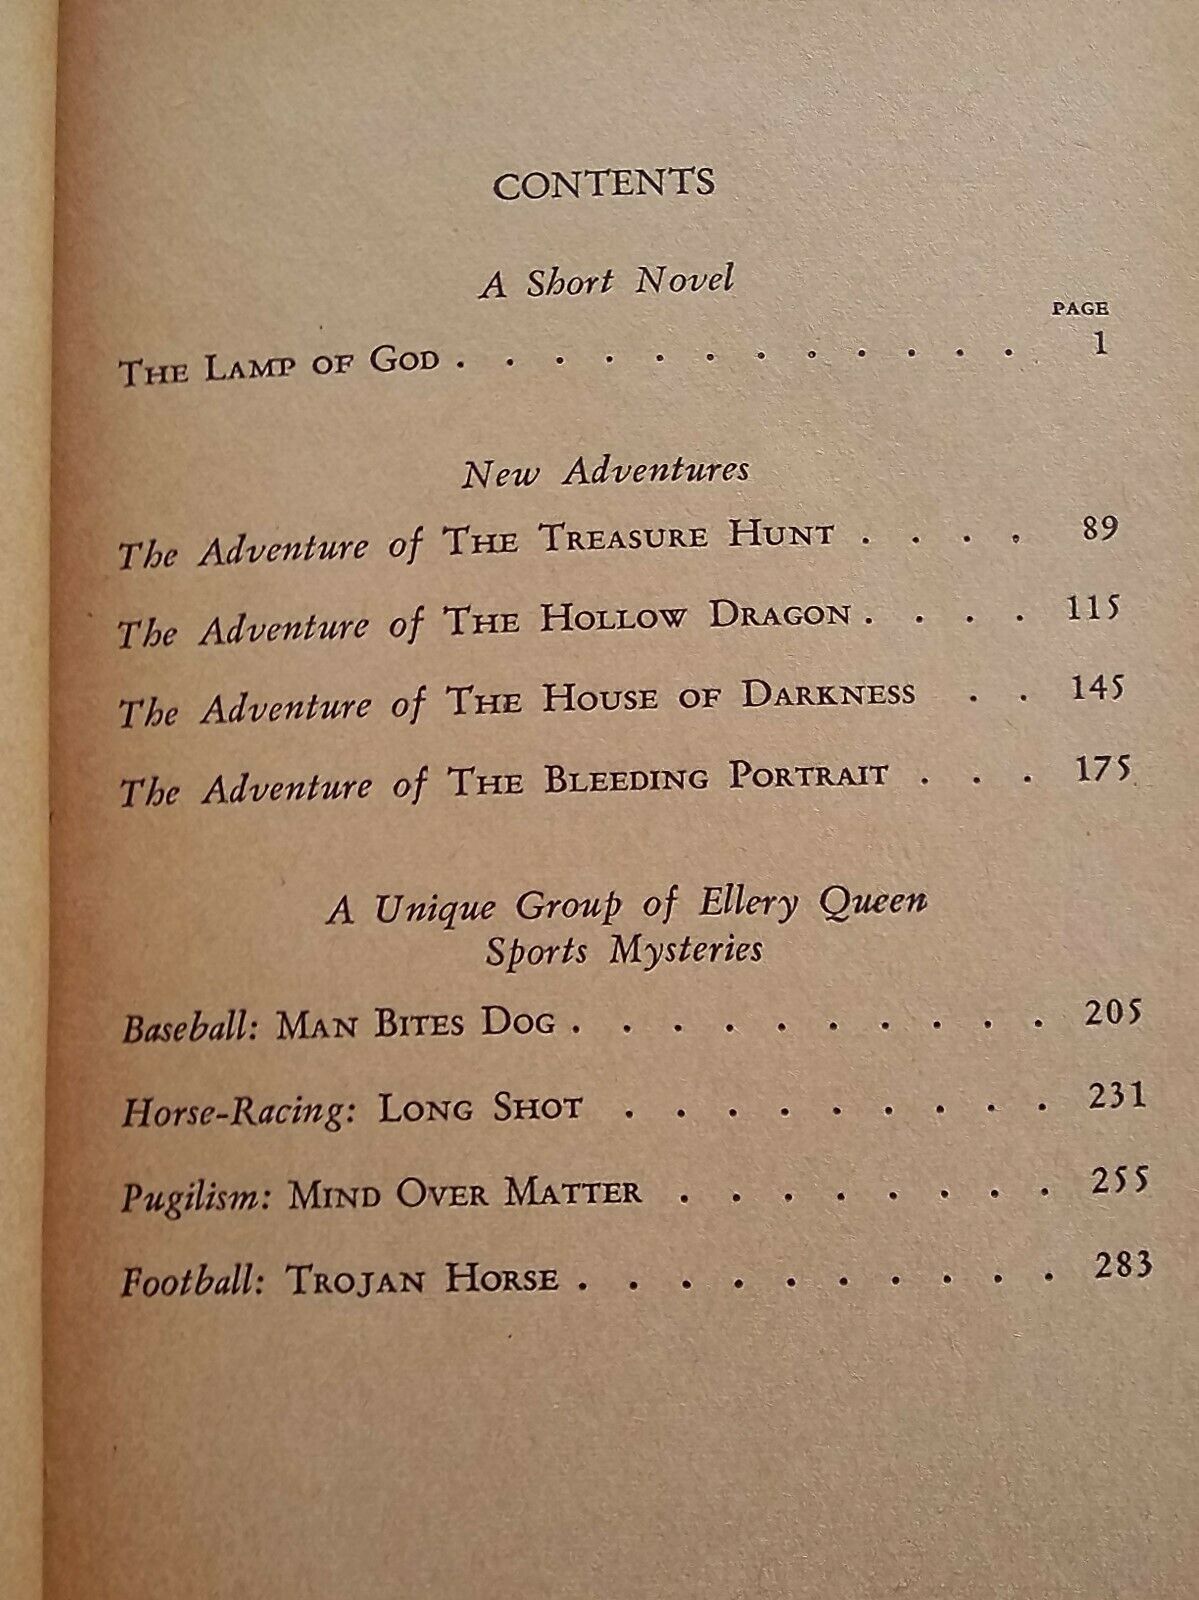 CONTENTS
A Short Novel
PAGE
THE LAMP OF GOD . . . . . . . . . . . . 1
New Adventures
The Adventure of THE TREASURE HUNT . . . . 89
The Adventure of THE HOLLOW DRAGON . . . . 115
The Adventure of THE HOUSE OF DARKNESS . . 145
The Adventure of THE BLEEDING PORTRAIT . . . 175
A Unique Group of Ellery Queen
Sports Mysteries
Baseball: MAN BITES DOG . . . . . . . . . . 205
Horse-Racing: LONG SHOT . . . . . . . . . 231
Pugilism: MIND OVER MATTER . . . . . . . . 255
Football: TROJAN HORSE . . . . . . . . . . 283